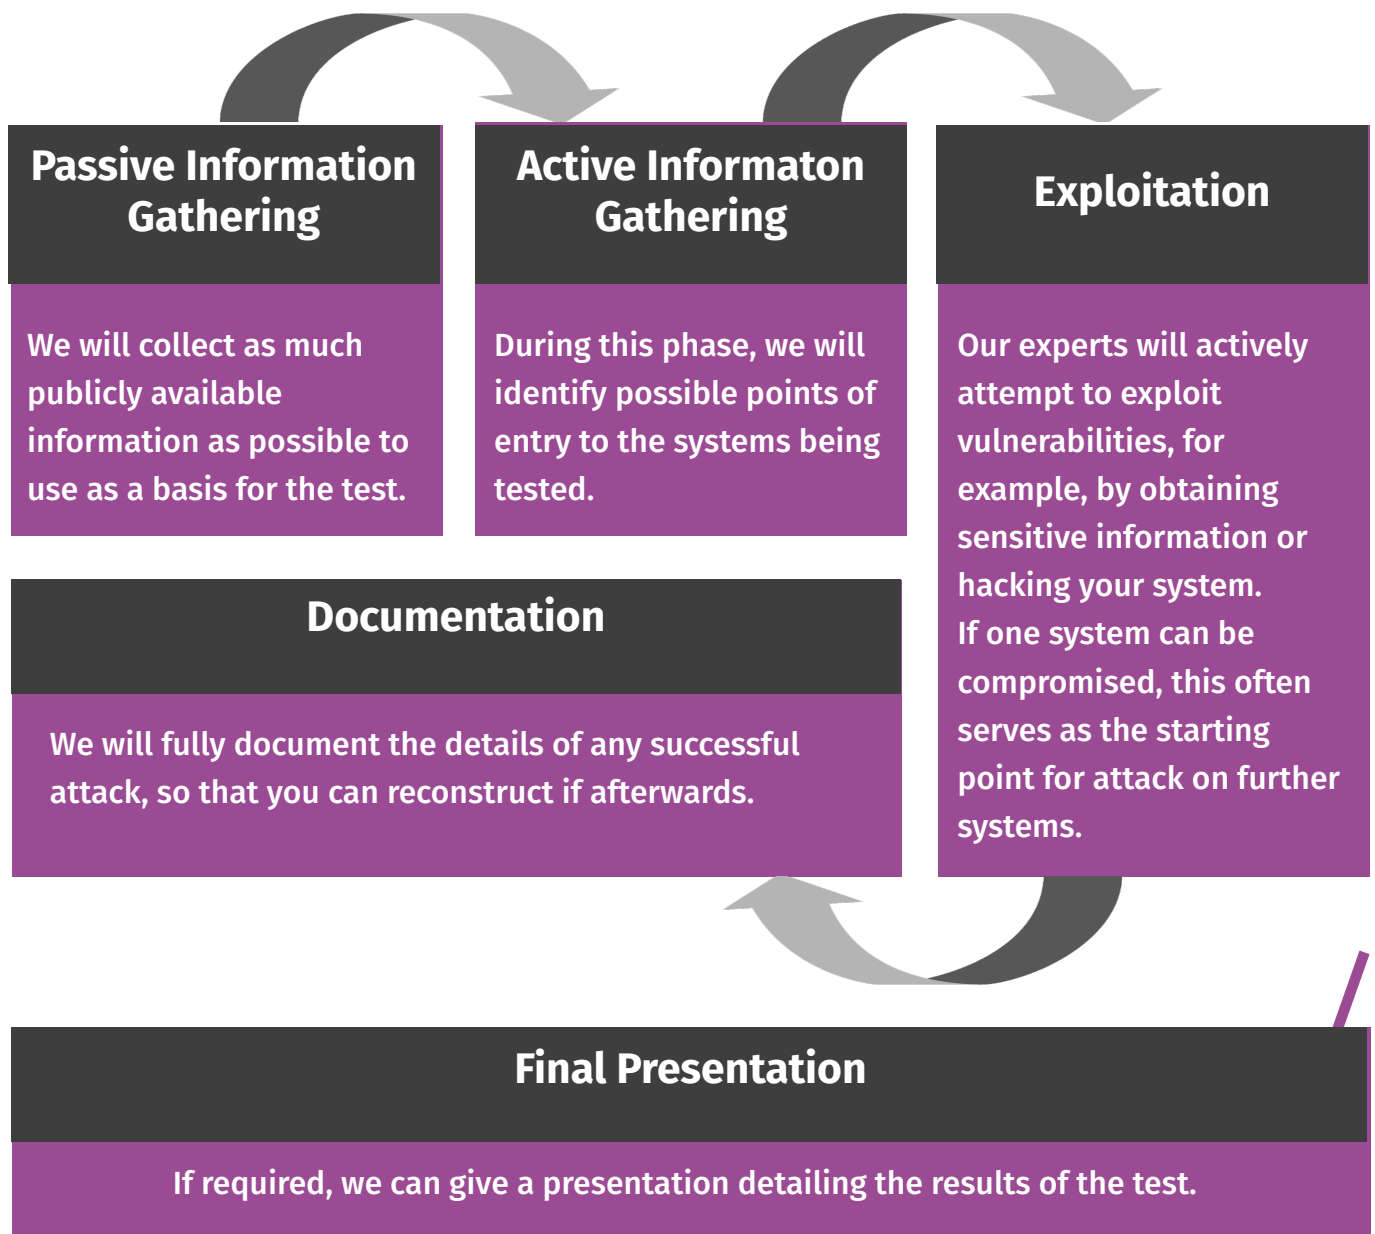 Passive Information
Gathering
We will collect as much
publicly available
information as possible to
use as a basis for the test.
Active Informaton
Gathering
During this phase, we will
identify possible points of
entry to the systems being
tested.
Exploitation
Our experts will actively
attempt to exploit
vulnerabilities, for
example, by obtaining
sensitive information or
hacking your system.
If one system can be
compromised, this often
serves as the starting
point for attack on further
systems.
Documentation
We will fully document the details of any successful
attack, so that you can reconstruct if afterwards.
Final Presentation
If required, we can give a presentation detailing the results of the test.